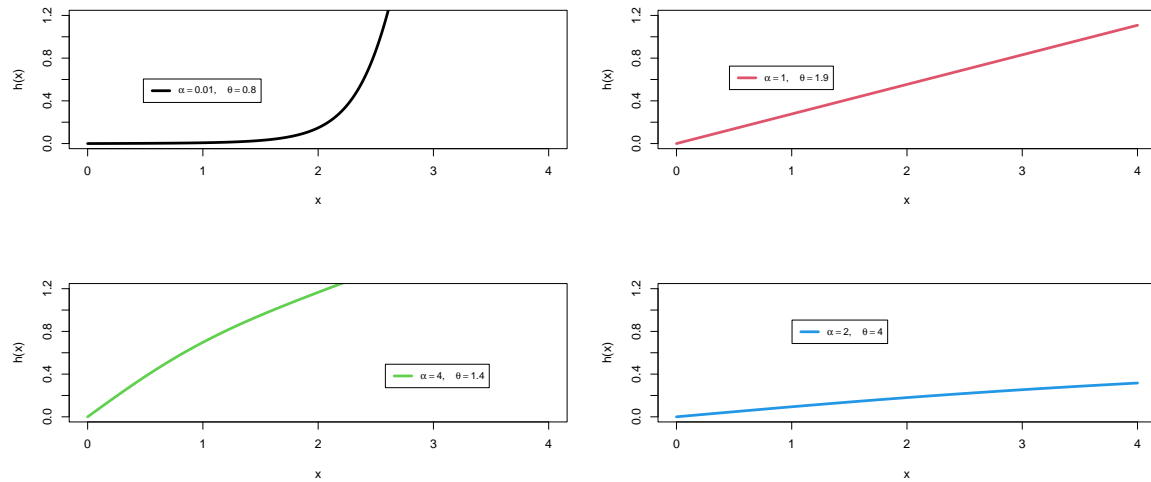 h(x)
0.0 0.4 0.8 1.2
α = 0.01, θ = 0.8
0 1 2 3 4
x
h(x)
0.0 0.4 0.8 1.2
α = 1, θ = 1.9
0 1 2 3 4
x
h(x)
0.0 0.4 0.8 1.2
α = 4, θ = 1.4
0 1 2 3 4
x
h(x)
0.0 0.4 0.8 1.2
α = 2, θ = 4
0 1 2 3 4
x